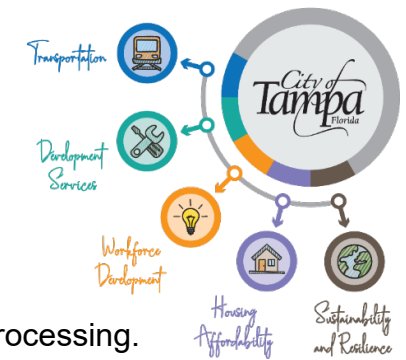 Transportation
City of
Tampa
Florida
Development
Services
Workforce
Development
Housing
Affordability
Sustainability
and Resilience
rocessing.